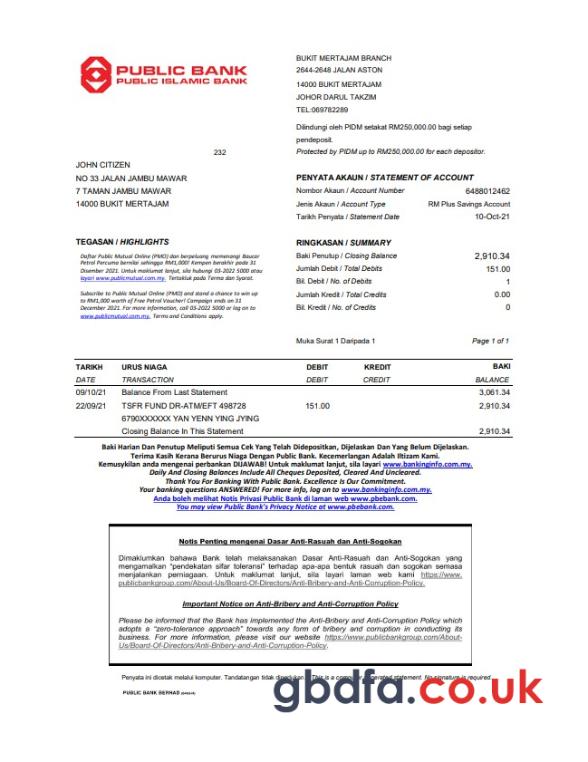 PUBLIC BANK
PUBLIC ISLAMIC BANK
BUKIT MERTAJAM BRANCH
2644-2648 JALAN ASTON
14000 BUKIT MERTAJAM
JOHOR DARUL TAKZIM
TEL:069782289
Dilindungi oleh PIDM setakat RM250,000.00 bagi setiap
pendeposit.
Protected by PIDM up to RM250,000.00 for each depositor.
232
JOHN CITIZEN
NO 33 JALAN JAMBU MAWAR
7 TAMAN JAMBU MAWAR
14000 BUKIT MERTAJAM
PENYATA AKAUN / STATEMENT OF ACCOUNT
Nombor Akaun / Account Number 6488012462
Jenis Akaun / Account Type RM Plus Savings Account
Tarikh Penyata / Statement Date 10-Oct-21
TEGASAN / HIGHLIGHTS
Daftar Public Mutual Online (PMO) dan berpeluang memenangi Baucar
Petrol Percuma bernilai sehingga RM1,000! Kempen berakhir pada 31
Disember 2021. Untuk maklumat lanjut, sila hubungi 03-2022 5000 atau
layari www.publicmutual.com.my. Tertakluk pada Terma dan Syarat.
Subscribe to Public Mutual Online (PMO) and stand a chance to win up
to RM1,000 worth of Free Petrol Voucher! Campaign ends on 31
December 2021. For more information, call 03-2022 5000 or log on to
www.publicmutual.com.my. Terms and Conditions apply.
RINGKASAN / SUMMARY
Baki Penutup / Closing Balance 2,910.34
Jumlah Debit / Total Debits 151.00
Bil. Debit / No. of Debits 1
Jumlah Kredit / Total Credits 0.00
Bil. Kredit / No. of Credits 0
Muka Surat 1 Daripada 1 Page 1 of 1
TARIKH URUS NIAGA DEBIT KREDIT BAKI
DATE TRANSACTION DEBIT CREDIT BALANCE
09/10/21 Balance From Last Statement 3,061.34
22/09/21 TSFR FUND DR-ATM/EFT 498728 151.00 2,910.34
6790XXXXXX YAN YENN YING JYING
Closing Balance In This Statement 2,910.34
Baki Harian Dan Penutup Meliputi Semua Cek Yang Telah Didepositkan, Dijelaskan Dan Yang Belum Dijelaskan.
Terima Kasih Kerana Berurus Niaga Dengan Public Bank. Kecemerlangan Adalah Iltizam Kami.
Kemusykilan anda mengenai perbankan DIJAWAB! Untuk maklumat lanjut, sila layari www.bankinginfo.com.my.
Daily And Closing Balances Include All Cheques Deposited, Cleared And Uncleared.
Thank You For Banking With Public Bank. Excellence Is Our Commitment.
Your banking questions ANSWERED! For more info, log on to www.bankinginfo.com.my.
Anda boleh melihat Notis Privasi Public Bank di laman web www.pbebank.com.
You may view Public Bank's Privacy Notice at www.pbebank.com.
Notis Penting mengenai Dasar Anti-Rasuah dan Anti-Sogokan
Dimaklumkan bahawa Bank telah melaksanakan Dasar Anti-Rasuah dan Anti-Sogokan yang
mengamalkan "pendekatan sifar toleransi" terhadap apa-apa bentuk rasuah dan sogokan semasa
menjalankan perniagaan. Untuk maklumat lanjut, sila layari laman web kami https://www.
publicbankgroup.com/About-Us/Board-Of-Directors/Anti-Bribery-and-Anti-Corruption-Policy.
Important Notice on Anti-Bribery and Anti-Corruption Policy
Please be informed that the Bank has implemented the Anti-Bribery and Anti-Corruption Policy which
adopts a "zero-tolerance approach" towards any form of bribery and corruption in conducting its
business. For more information, please visit our website https://www.publicbankgroup.com/About-
Us/Board-Of-Directors/Anti-Bribery-and-Anti-Corruption-Policy.
Penyata ini dicetak melalui komputer. Tandatangan tidak This is a generated statement. No signature is required
PUBLIC BANK BERHAD
gbdfa.co.uk